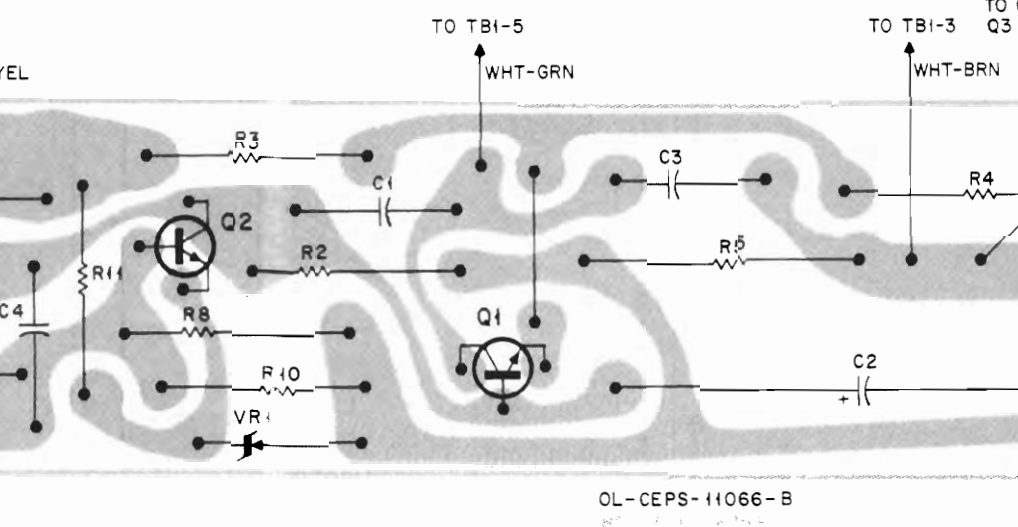 TO TB1-5
TO TB1-3
Q3
YEL
WHT-GRN
WHT-BRN
R3
C3
C1
R4
Q2
R2
R15
R11
C4
R8
Q1
R10
C2
+
VR1
OL-CEPS-11066-B